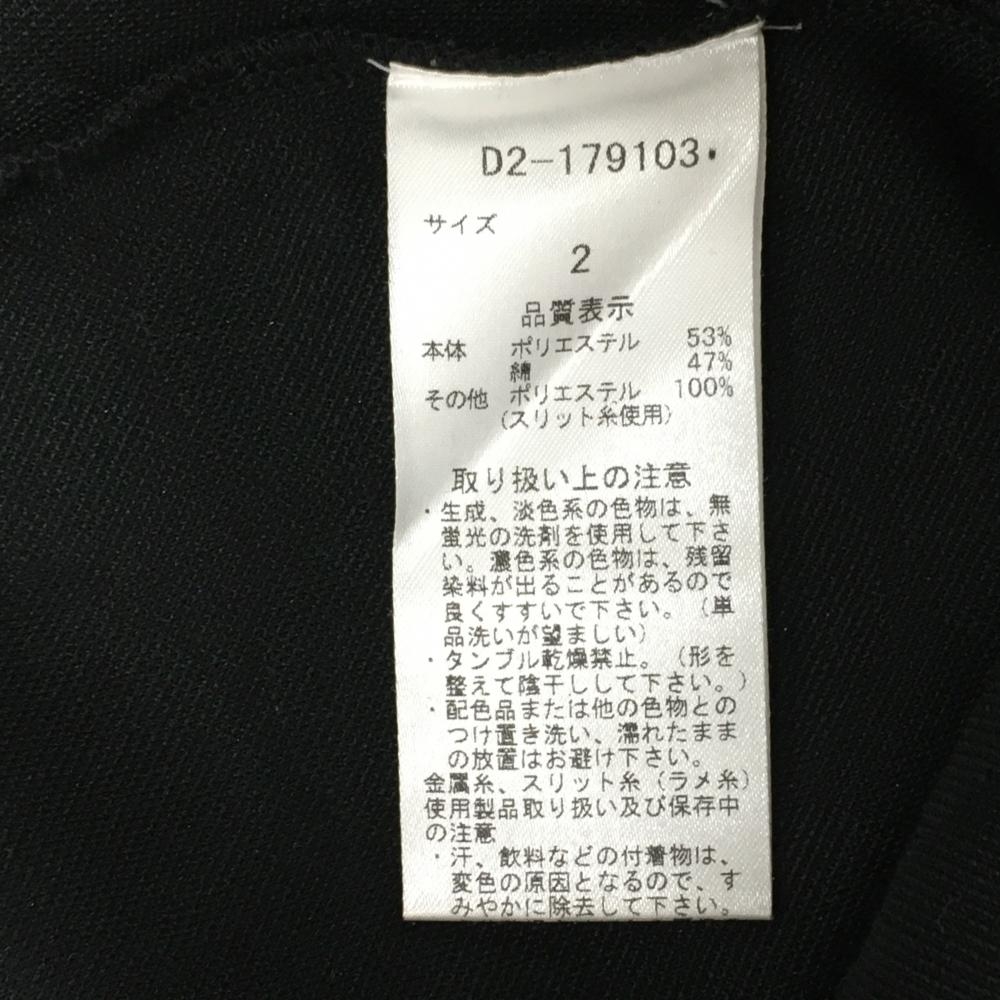 D2-179103・
サイズ
2
品質表示
本体 ポリエステル 53%
綿 47%
その他 ポリエステル 100%
(スリット糸使用)
取り扱い上の注意
・生成、淡色系の色物は、無
蛍光の洗剤を使用して下さ
い。濃色系の色物は、残留
染料が出ることがあるので
良くすすいで下さい。(単
品洗いが望ましい)
・タンブル乾燥禁止。(形を
整えて陰干しして下さい。)
・配色品または他の色物との
つけ置き洗い、濡れたまま
の放置はお避け下さい。
金属糸、スリット糸(ラメ糸)
使用製品取り扱い及び保存中
の注意
・汗、飲料などの付着物は、
変色の原因となるので、す
みやかに除去して下さい。